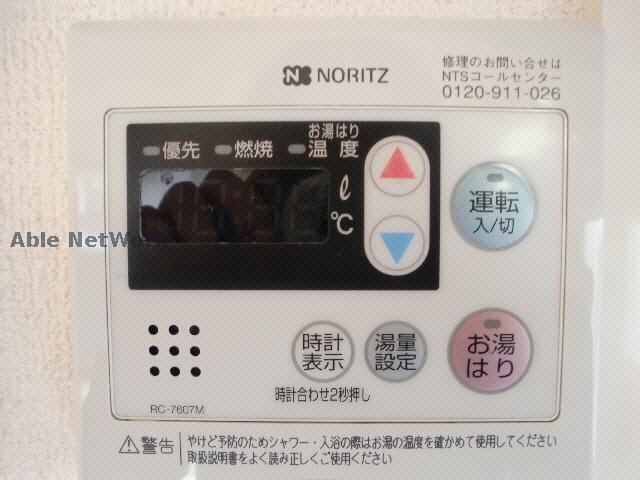 NORITZ
修理のお問い合せは
NTSコールセンター
0120-911-026
お湯はり
優先 燃焼 温度
ℓ
℃
運転
入/切
Able NetWork
時計
表示
湯量
設定
お湯
はり
時計合わせ2秒押し
RC-7607M
⚠警告
やけど予防のためシャワー・入浴の際はお湯の温度を確かめて使用してください
取扱説明書をよく読み正しくご使用ください